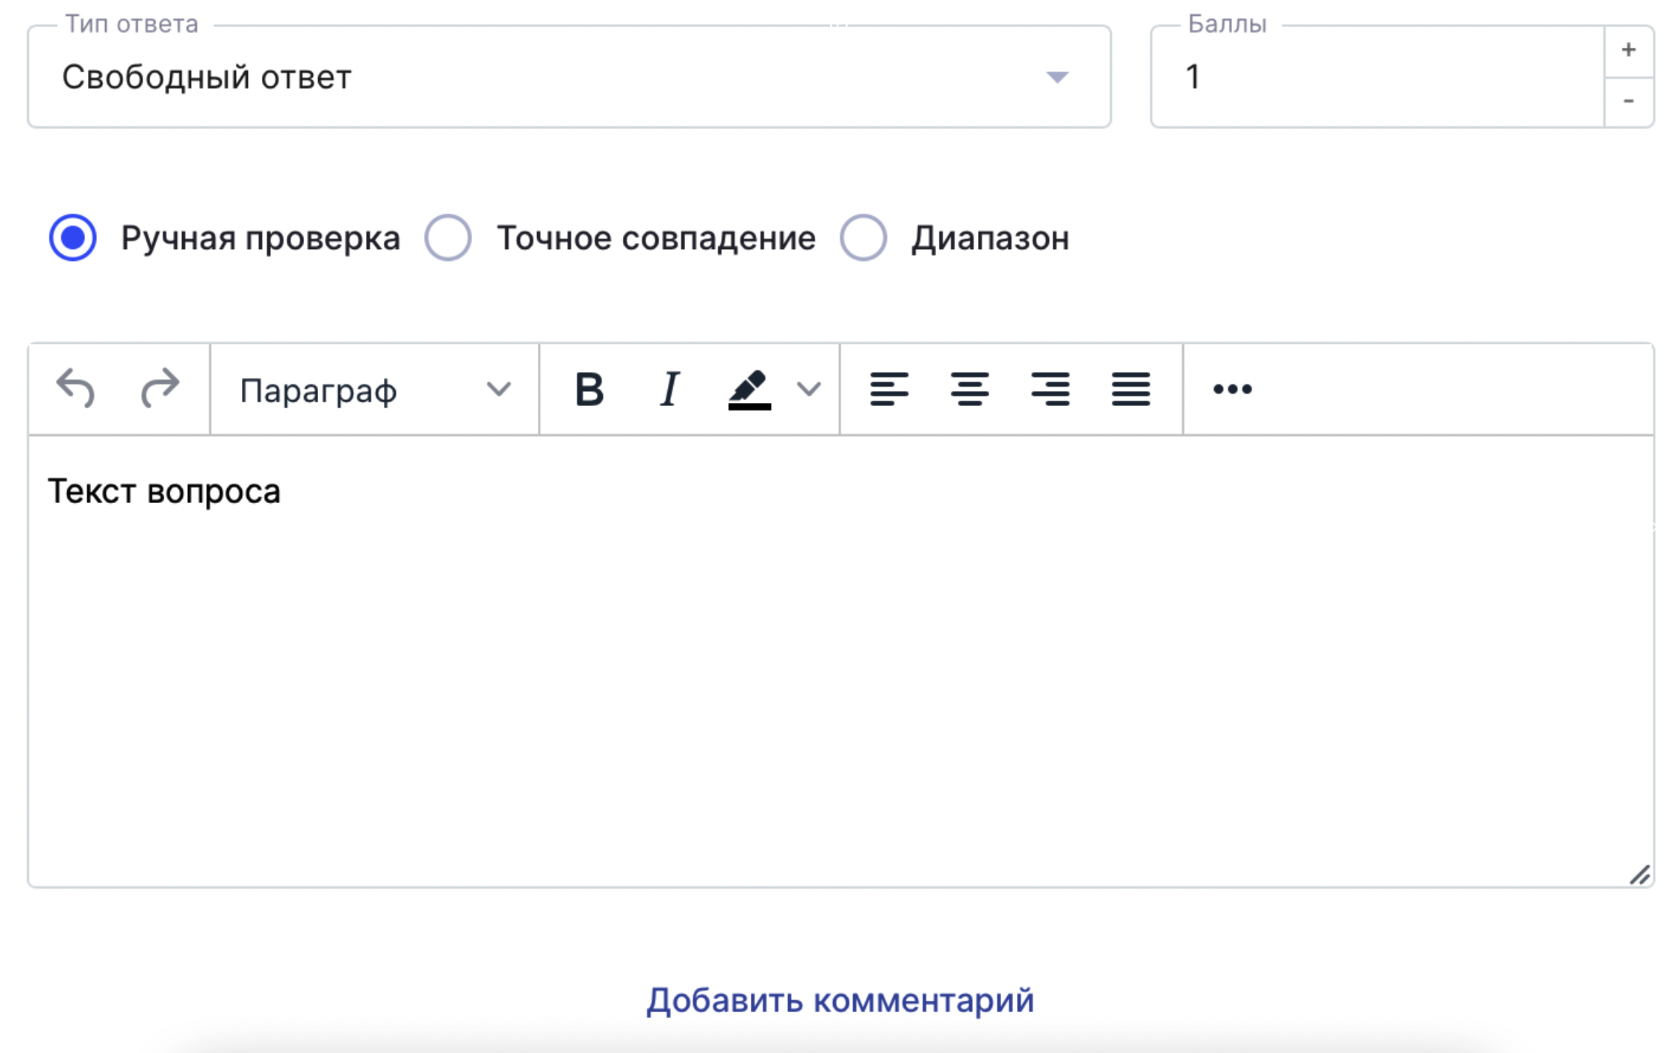 Тип ответа
Баллы
Свободный ответ
1
+
-
Ручная проверка
Точное совпадение
Диапазон
Параграф
B
I
Текст вопроса
Добавить комментарий